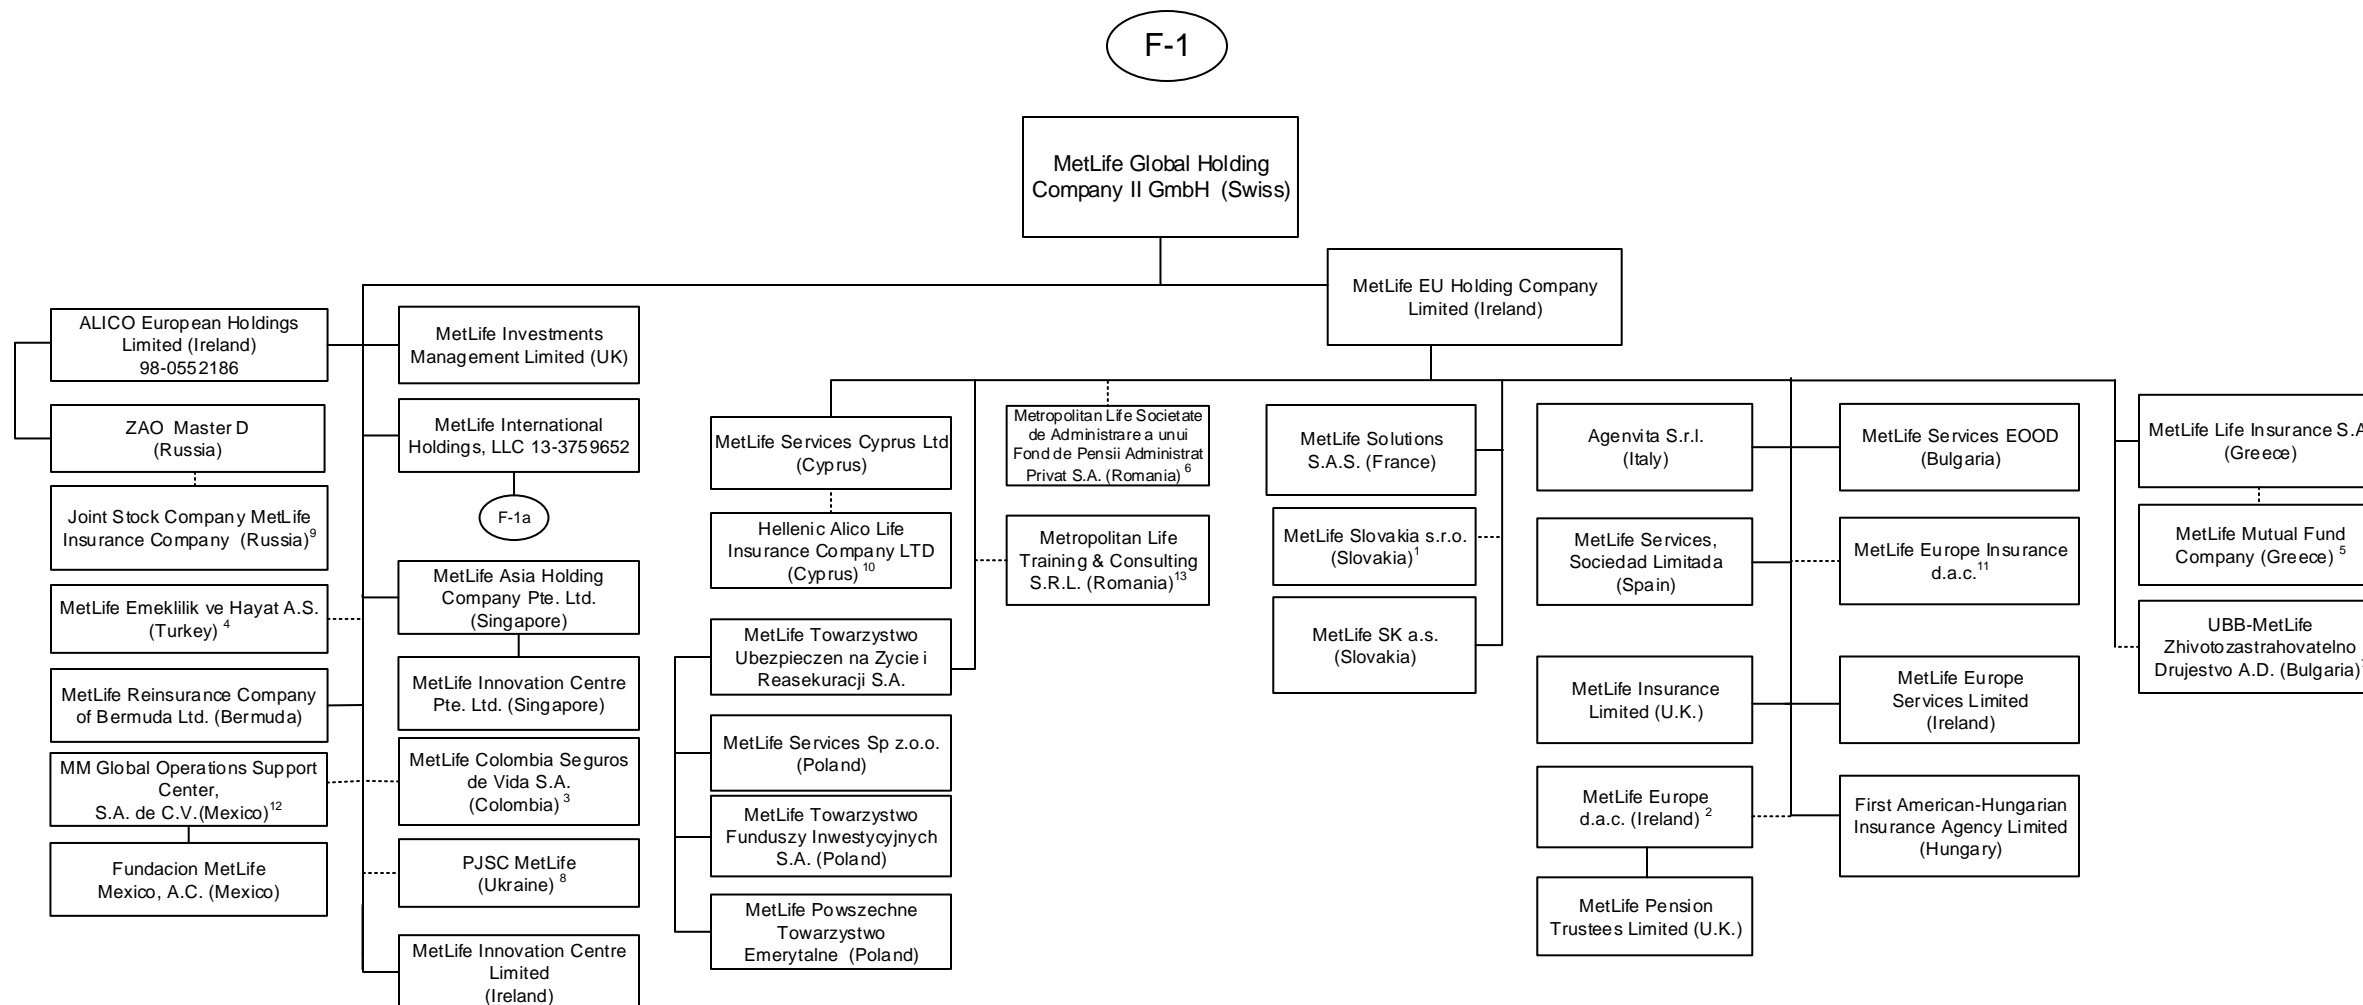 F-1
MetLife Global Holding
Company II GmbH (Swiss)
MetLife EU Holding Company
Limited (Ireland)
ALICO European Holdings
Limited (Ireland)
98-0552186
ZAO Master D
(Russia)
Joint Stock Company MetLife
Insurance Company (Russia)9
MetLife Emeklilik ve Hayat A.S.
(Turkey) 4
MetLife Reinsurance Company
of Bermuda Ltd. (Bermuda)
MM Global Operations Support
Center,
S.A. de C.V.(Mexico)12
Fundacion MetLife
Mexico, A.C. (Mexico)
MetLife Investments
Management Limited (UK)
MetLife International
Holdings, LLC 13-3759652
F-1a
MetLife Asia Holding
Company Pte. Ltd.
(Singapore)
MetLife Innovation Centre
Pte. Ltd. (Singapore)
MetLife Colombia Seguros
de Vida S.A.
(Colombia) 3
PJSC MetLife
(Ukraine) 8
MetLife Innovation Centre
Limited
(Ireland)
MetLife Services Cyprus Ltd
(Cyprus)
Hellenic Alico Life
Insurance Company LTD
(Cyprus) 10
MetLife Towarzystwo
Ubezpieczen na Zycie i
Reasekuracji S.A.
MetLife Services Sp z.o.o.
(Poland)
MetLife Towarzystwo
Funduszy Inwestycyjnych
S.A. (Poland)
MetLife Powszechne
Towarzystwo
Emerytalne (Poland)
Metropolitan Life Societate
de Administrare a unui
Fond de Pensii Administrat
Privat S.A. (Romania) 6
Metropolitan Life
Training & Consulting
S.R.L. (Romania)13
MetLife Solutions
S.A.S. (France)
MetLife Slovakia s.r.o.
(Slovakia)1
MetLife SK a.s.
(Slovakia)
Agenvita S.r.l.
(Italy)
MetLife Services,
Sociedad Limitada
(Spain)
MetLife Insurance
Limited (U.K.)
MetLife Europe
d.a.c. (Ireland) 2
MetLife Pension
Trustees Limited (U.K.)
MetLife Services EOOD
(Bulgaria)
MetLife Europe Insurance
d.a.c.11
MetLife Europe
Services Limited
(Ireland)
First American-Hungarian
Insurance Agency Limited
(Hungary)
MetLife Life Insurance S.A
(Greece)
MetLife Mutual Fund
Company (Greece) 5
UBB-MetLife
Zhivotozastrahovatelno
Drujestvo A.D. (Bulgaria)